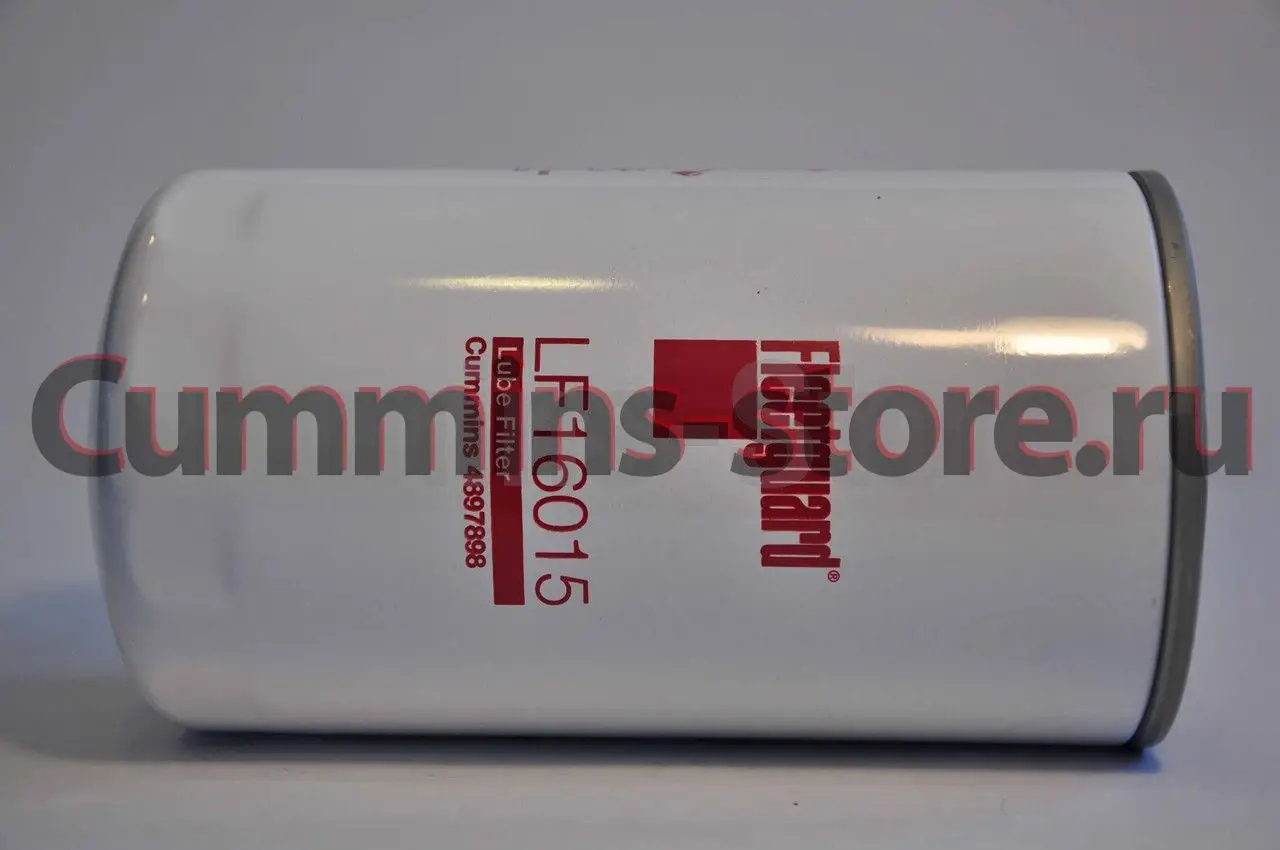 Fleetguard®
LF16015
Lube Filter
Cummins 4897898
Cummins-Store.ru